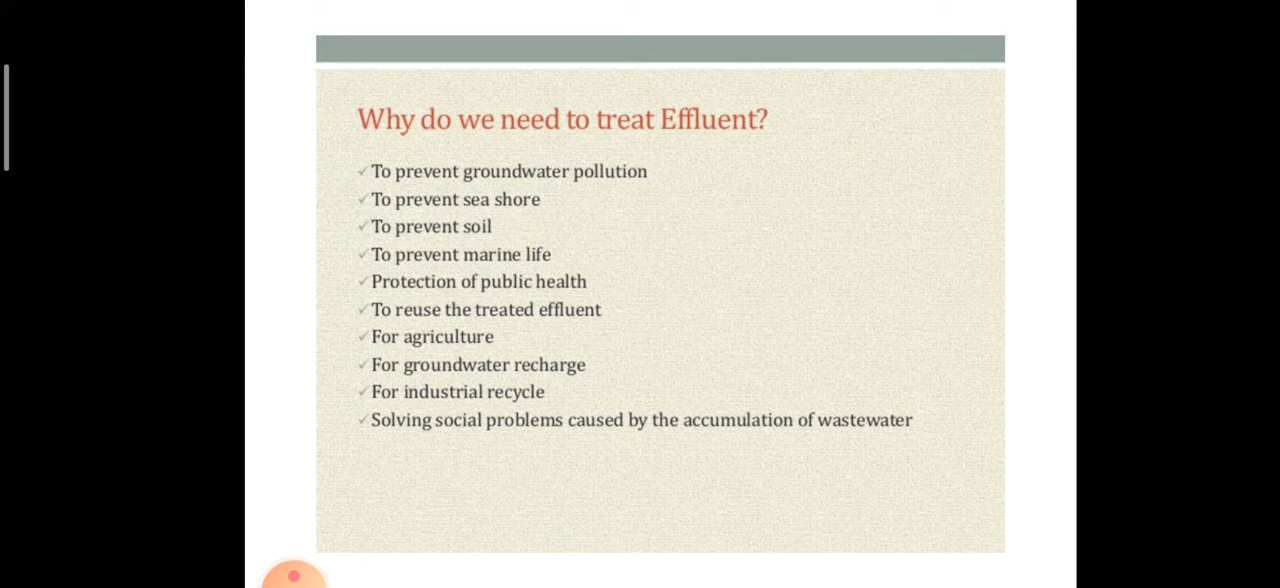 Why do we need to treat Effluent?
✓To prevent groundwater pollution
✓To prevent sea shore
✓To prevent soil
✓To prevent marine life
✓Protection of public health
✓To reuse the treated effluent
✓For agriculture
✓For groundwater recharge
✓For industrial recycle
✓Solving social problems caused by the accumulation of wastewater